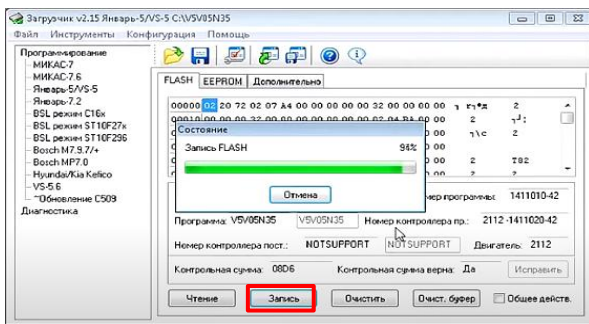 Загрузчик v2.15 Январь-5/VS-5 C:\V5V05N35
Файл Инструменты Конфигурация Помощь
Программирование
МИКАС-7
МИКАС-7.6
Январь-5/VS-5
Январь-7.2
BSL режим C16x
BSL режим ST10F27x
BSL режим ST10F296
Bosch M7.9.7/+
Bosch MP7.0
Hyundai/Kia Kefico
VS-5.6
Обновление C509
Диагностика
FLASH EEPROM Дополнительно
00000 02 20 72 02 07 A4 00 00 00 00 00 32 00 00 00 00
Состояние
Запись FLASH 94%
Отмена
мер программы: 1411010-42
Программа: V5V05N35 V5V05N35 Номер контроллера пр.: 2112 -1411020-42
Номер контроллера пост.: NOTSUPPORT NOTSUPPORT Двигатель: 2112
Контрольная сумма: 08D6 Контрольная сумма верна: Да Исправить
Чтение Запись Очистить Очист. буфер Общее действ.